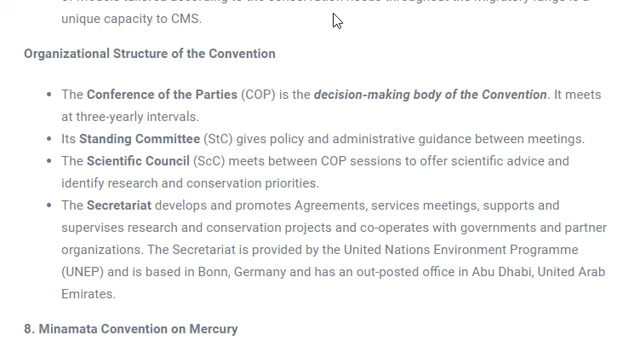 unique capacity to CMS.
Organizational Structure of the Convention
• The Conference of the Parties (COP) is the decision-making body of the Convention. It meets
at three-yearly intervals.
• Its Standing Committee (StC) gives policy and administrative guidance between meetings.
• The Scientific Council (ScC) meets between COP sessions to offer scientific advice and
identify research and conservation priorities.
• The Secretariat develops and promotes Agreements, services meetings, supports and
supervises research and conservation projects and co-operates with governments and partner
organizations. The Secretariat is provided by the United Nations Environment Programme
(UNEP) and is based in Bonn, Germany and has an out-posted office in Abu Dhabi, United Arab
Emirates.
8. Minamata Convention on Mercury